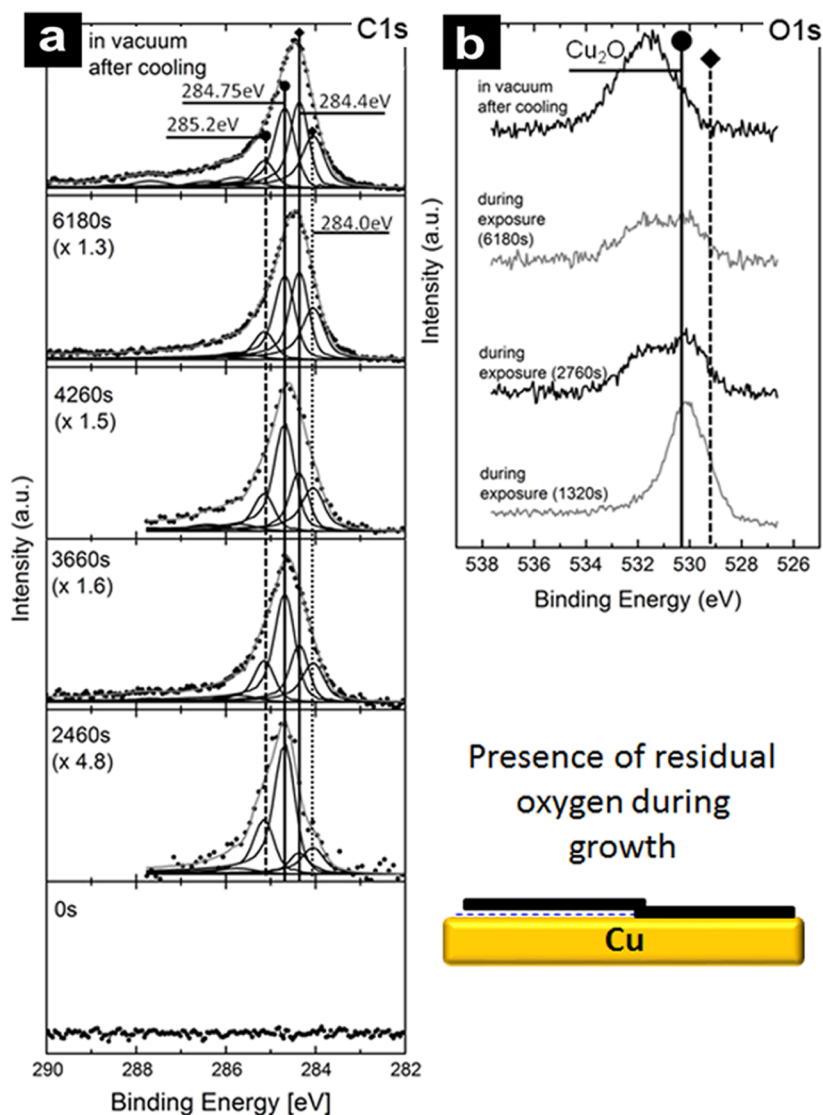 a
C1s
in vacuum
after cooling
284.75eV
284.4eV
285.2eV
6180s
(x 1.3)
284.0eV
4260s
(x 1.5)
3660s
(x 1.6)
2460s
(x 4.8)
0s
Intensity (a.u.)
290 288 286 284 282
Binding Energy [eV]
b
O1s
Cu2O
in vacuum
after cooling
during
exposure
(6180s)
during
exposure (2760s)
during
exposure (1320s)
Intensity (a.u.)
538 536 534 532 530 528 526
Binding Energy (eV)
Presence of residual
oxygen during
growth
Cu